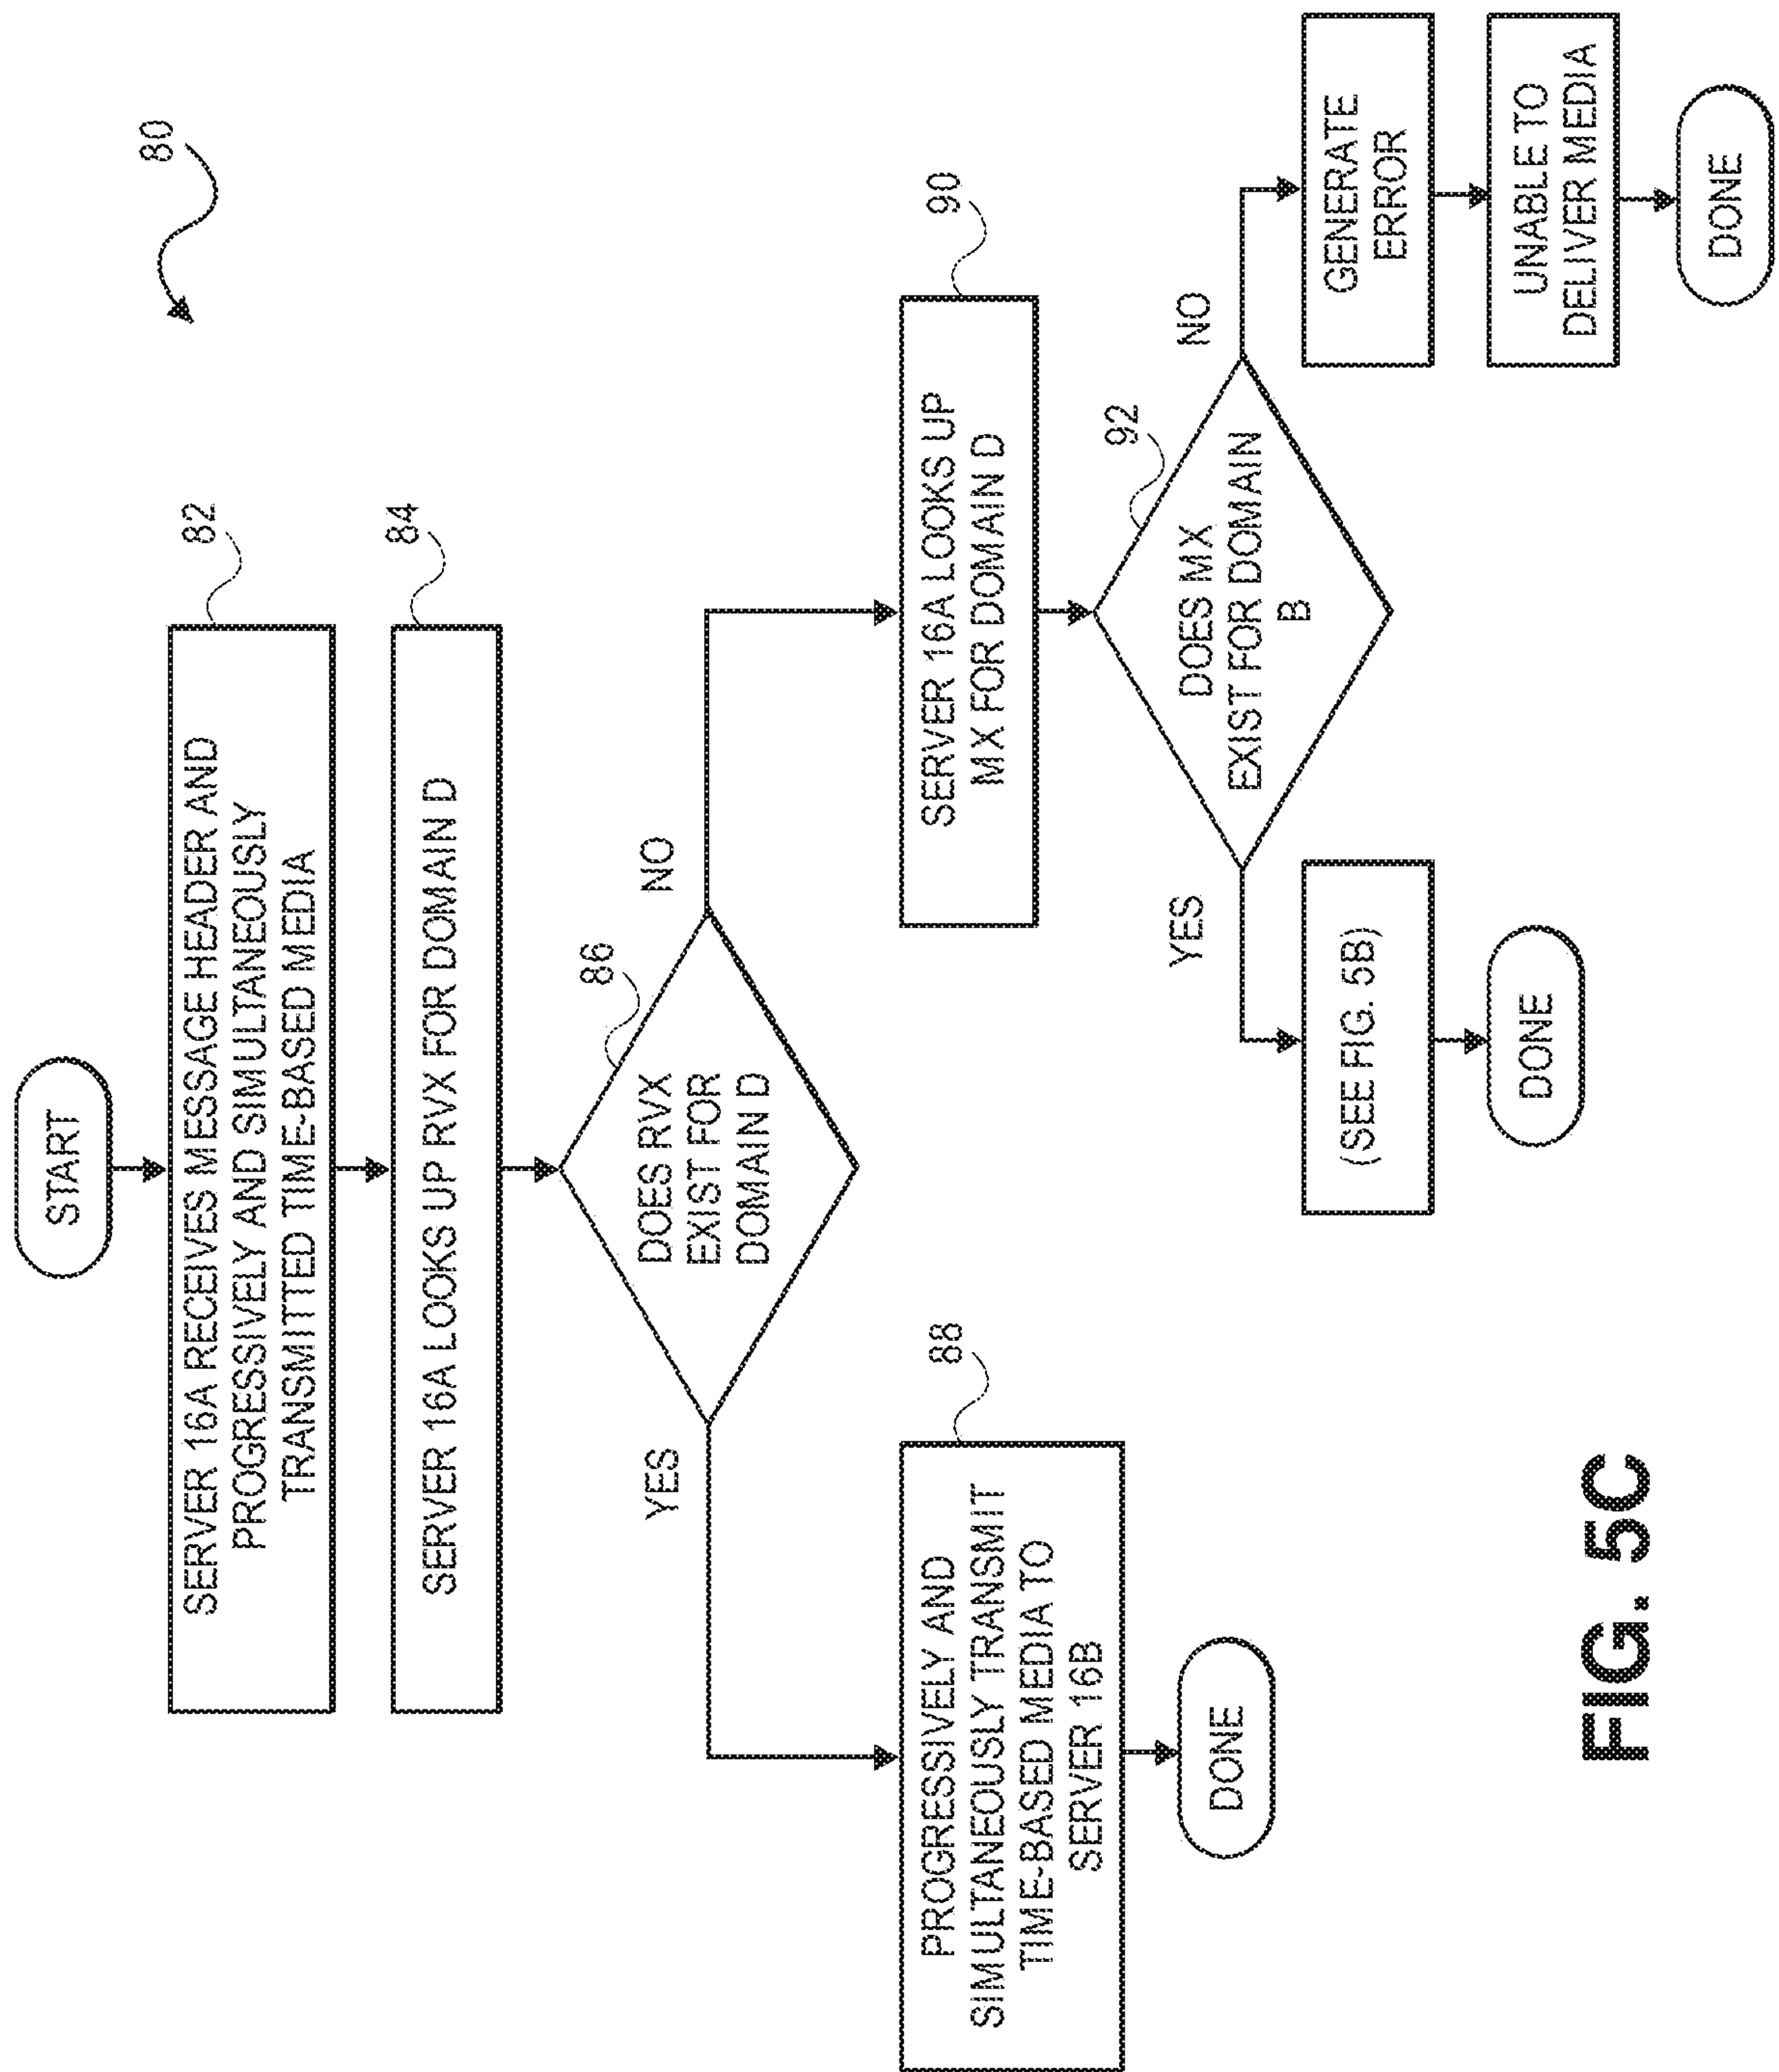 80
START
82
SERVER 16A RECEIVES MESSAGE HEADER AND
PROGRESSIVELY AND SIMULTANEOUSLY
TRANSMITTED TIME-BASED MEDIA
84
SERVER 16A LOOKS UP RVX FOR DOMAIN D
86
DOES RVX
EXIST FOR
DOMAIN D
YES
NO
88
PROGRESSIVELY AND
SIMULTANEOUSLY TRANSMIT
TIME-BASED MEDIA TO
SERVER 16B
DONE
90
SERVER 16A LOOKS UP
MX FOR DOMAIN D
92
DOES MX
EXIST FOR DOMAIN
B
YES
NO
(SEE FIG. 5B)
DONE
GENERATE
ERROR
UNABLE TO
DELIVER MEDIA
DONE
FIG. 5C